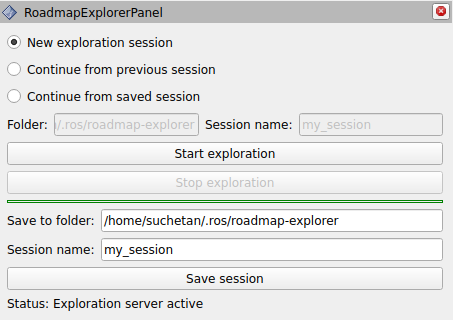 RoadmapExplorerPanel
New exploration session
Continue from previous session
Continue from saved session
Folder: /.ros/roadmap-explorer Session name: my_session
Start exploration
Stop exploration
Save to folder: /home/suchetan/.ros/roadmap-explorer
Session name: my_session
Save session
Status: Exploration server active